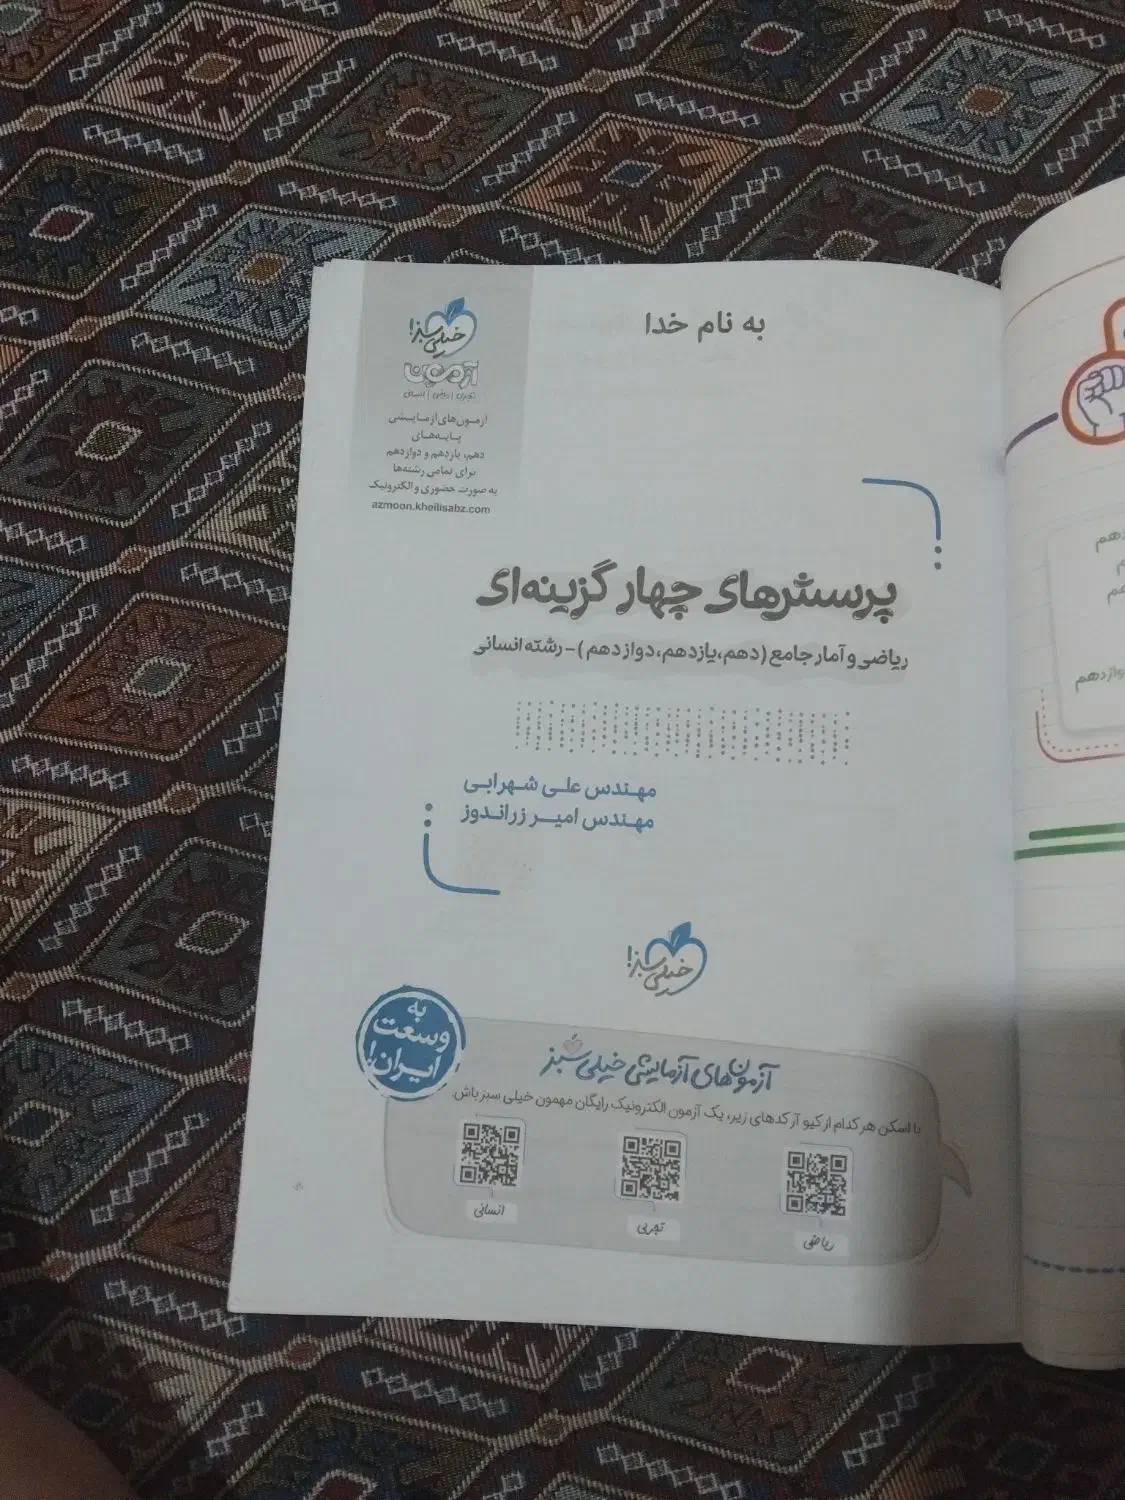 به نام خدا
خیلی سبز!
آزمون
تجربی | ریاضی | انسانی
آزمون‌های آزمایشی
پایه‌های
دهم، یازدهم و دوازدهم
برای تمامی رشته‌ها
به صورت حضوری و الکترونیک
azmoon.kheilisabz.com
پرسش‌های چهار گزینه‌ای
ریاضی و آمار جامع (دهم، یازدهم، دوازدهم) - رشته انسانی
مهندس علی شهرابی
مهندس امیر زراندوز
خیلی سبز!
به
وسعت
ایران!
آزمون‌های آزمایشی خیلی سبز
با اسکن هر کدام از کیو آر کدهای زیر، یک آزمون الکترونیک رایگان مهمون خیلی سبز باش.
ریاضی
تجربی
انسانی